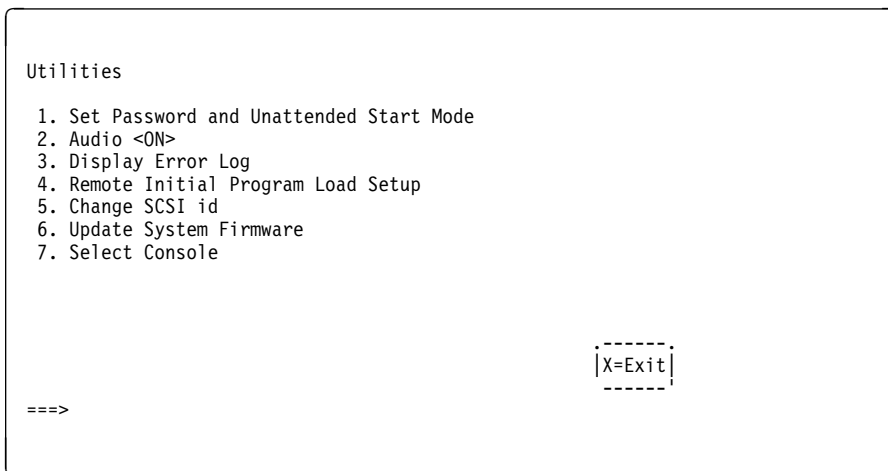 Utilities
1. Set Password and Unattended Start Mode
2. Audio <ON>
3. Display Error Log
4. Remote Initial Program Load Setup
5. Change SCSI id
6. Update System Firmware
7. Select Console
.------.
|X=Exit|
------'
===>